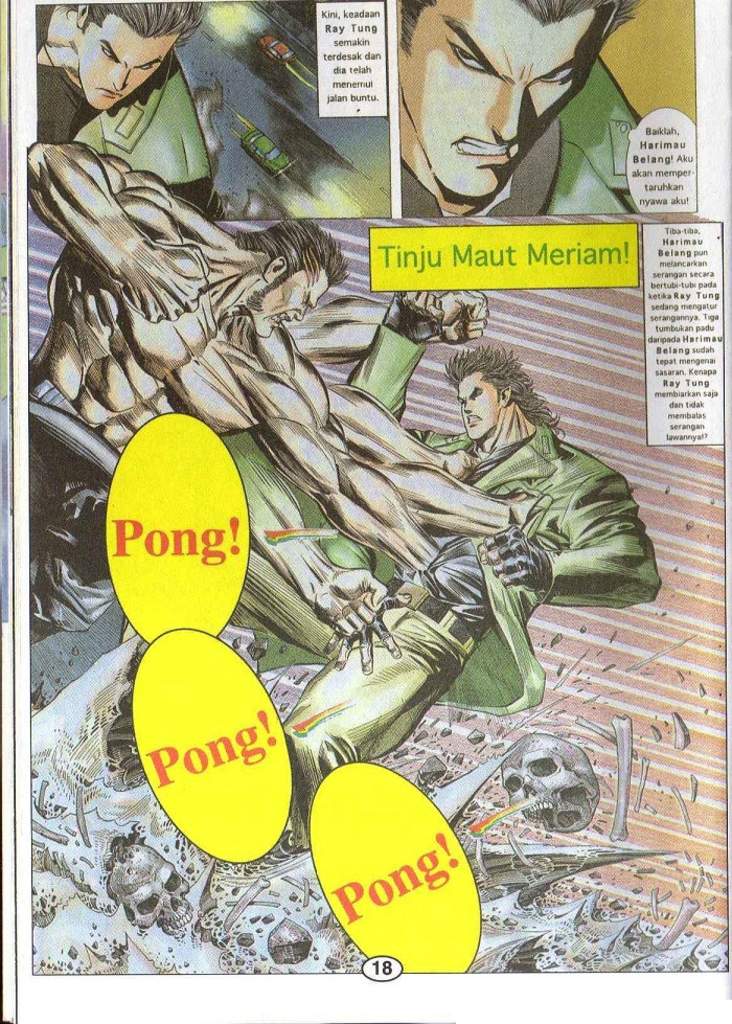 Kini, keadaan
Ray Tung
semakin
terdesak dan
dia telah
menemui
jalan buntu.
Baiklah,
Harimau
Belang! Aku
akan memper-
taruhkan
nyawa aku!
Tinju Maut Meriam!
Tiba-tiba,
Harimau
Belang pun
melancarkan
serangan secara
bertubi-tubi pada
ketika Ray Tung
sedang mengatur
serangannya. Tiga
tumbukan padu
daripada Harimau
Belang sudah
tepat mengenai
sasaran. Kenapa
Ray Tung
membiarkan saja
dan tidak
membalas
serangan
lawannya!?
Pong!
Pong!
Pong!
18